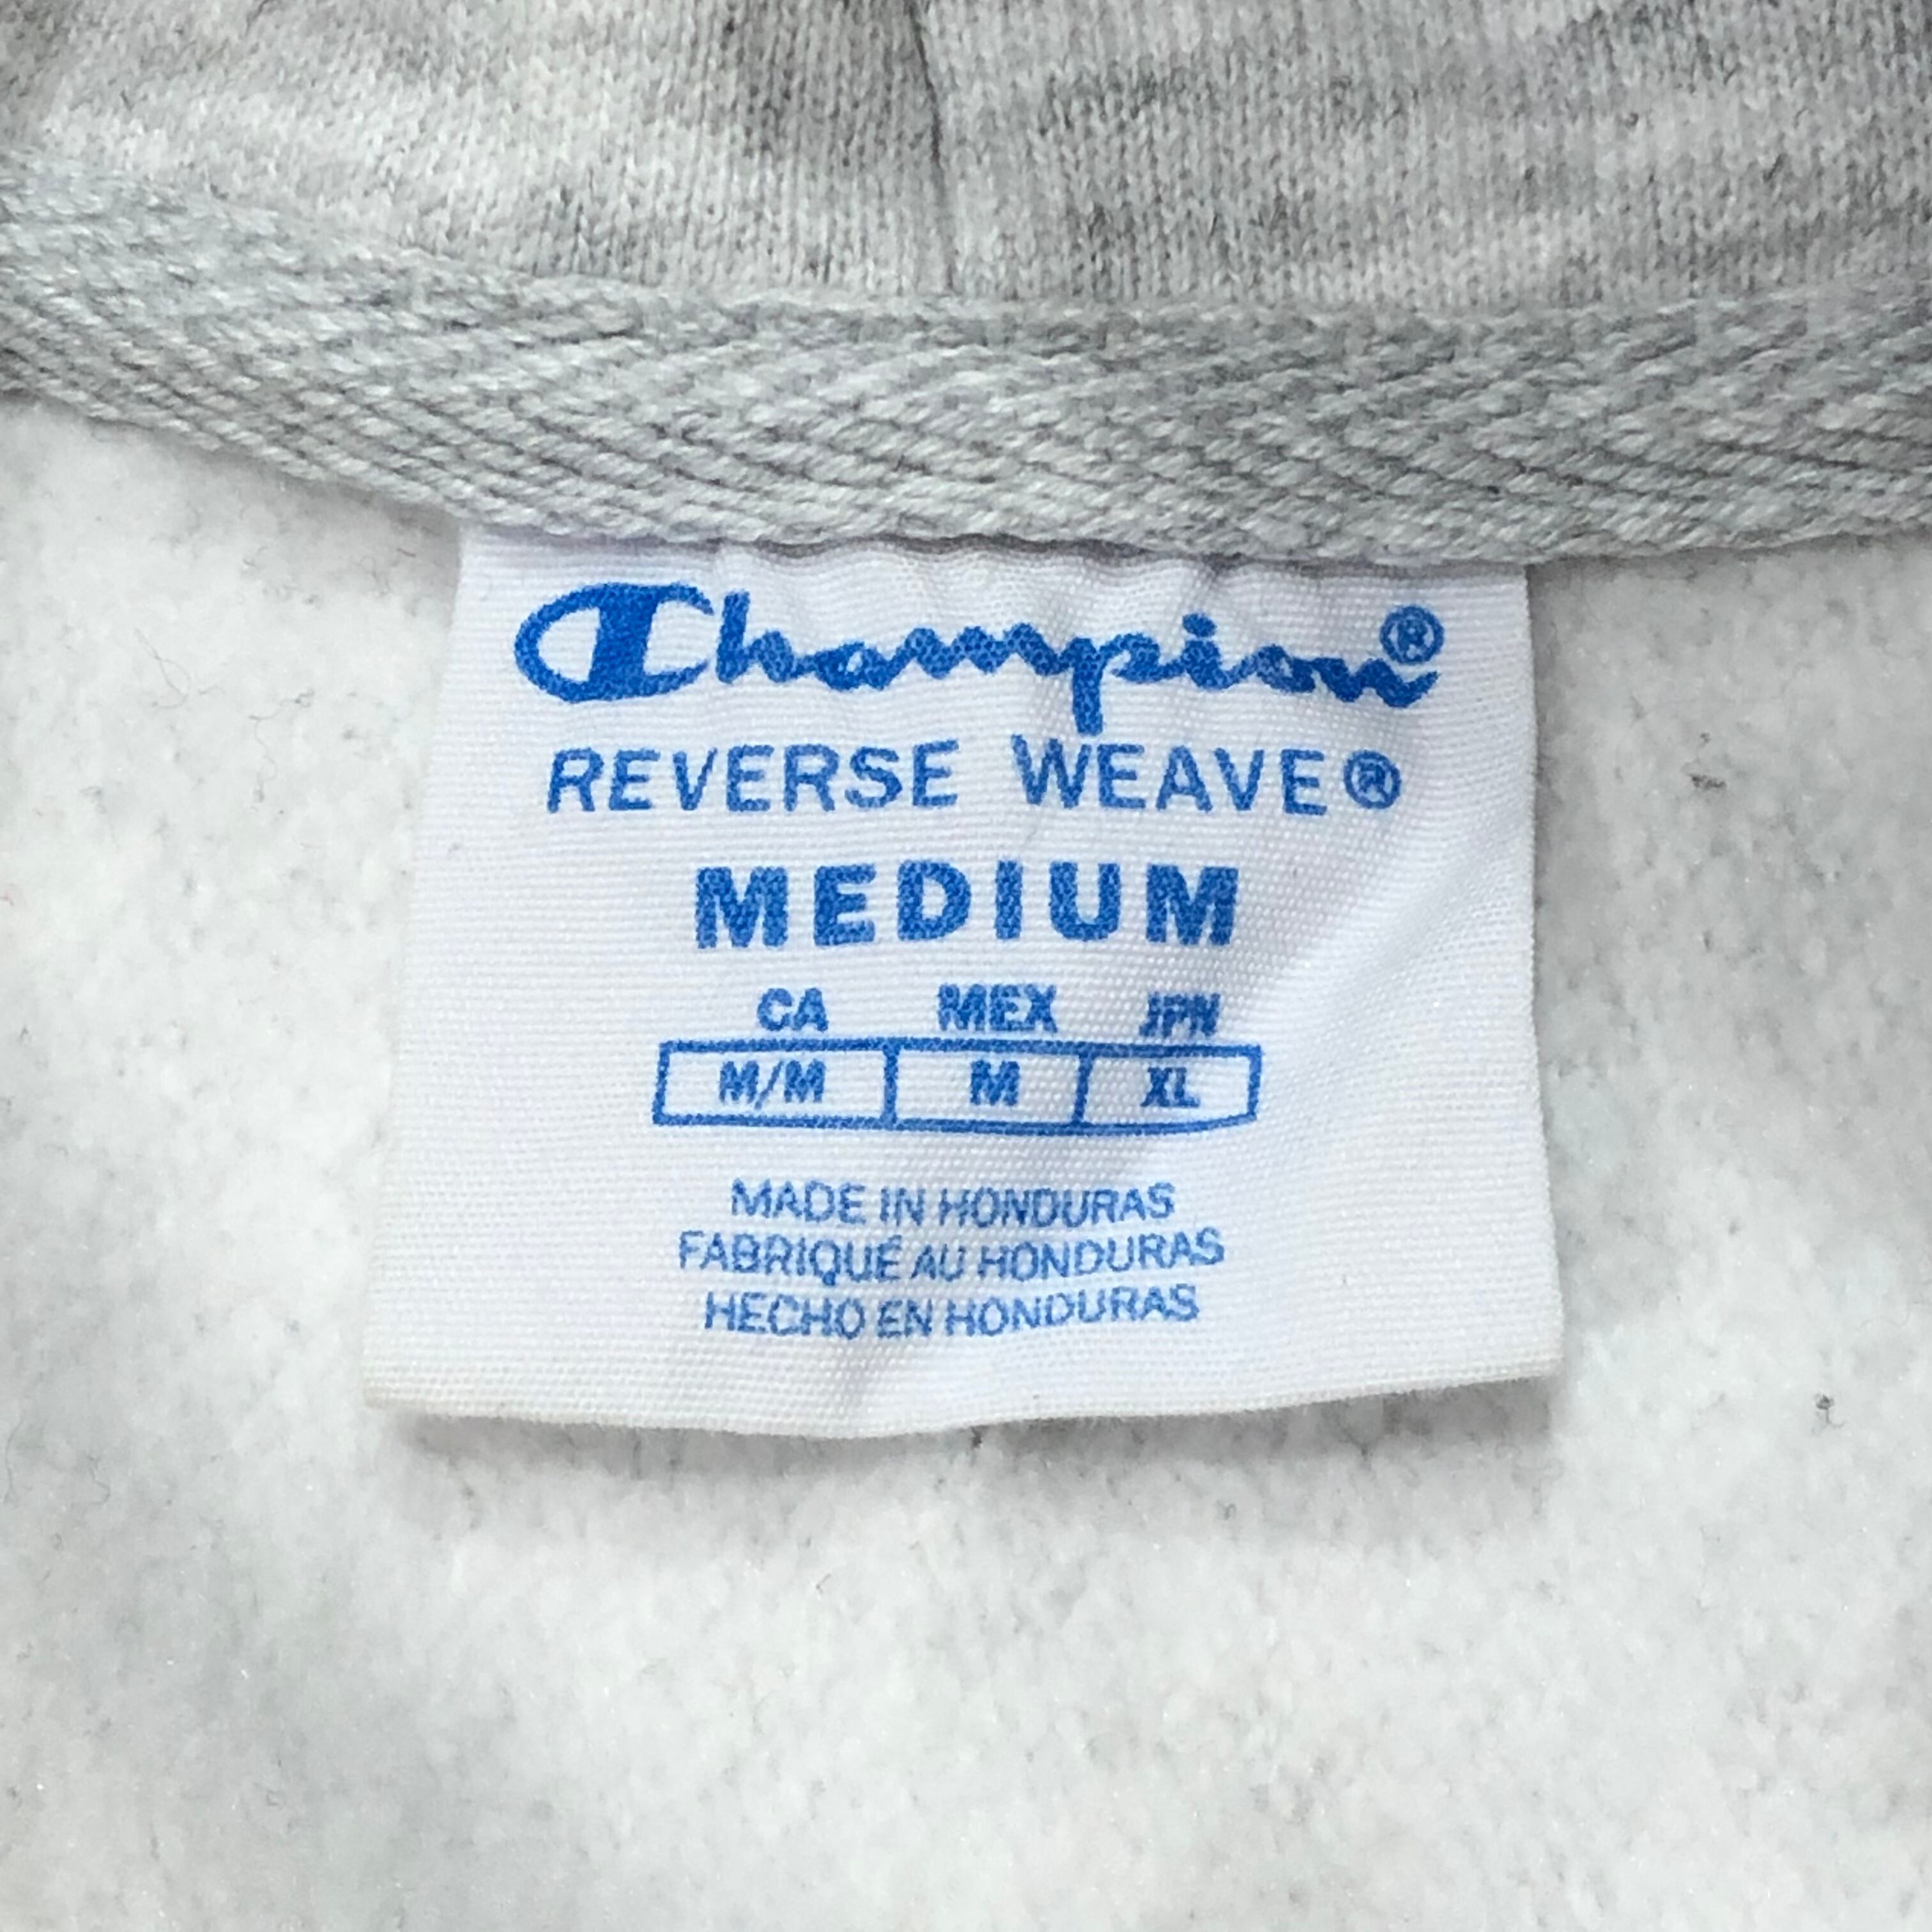 Champion®
REVERSE WEAVE®
MEDIUM
CA MEX JPN
M/M M XL
MADE IN HONDURAS
FABRIQUÉ AU HONDURAS
HECHO EN HONDURAS